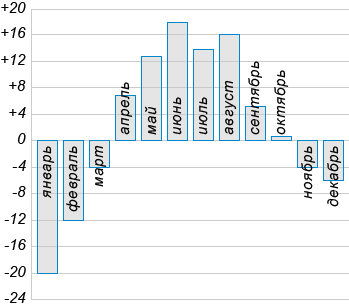 +20
+16
+12
+8
+4
0
-4
-8
-12
-16
-20
-24
январь
февраль
март
апрель
май
июнь
июль
август
сентябрь
октябрь
ноябрь
декабрь